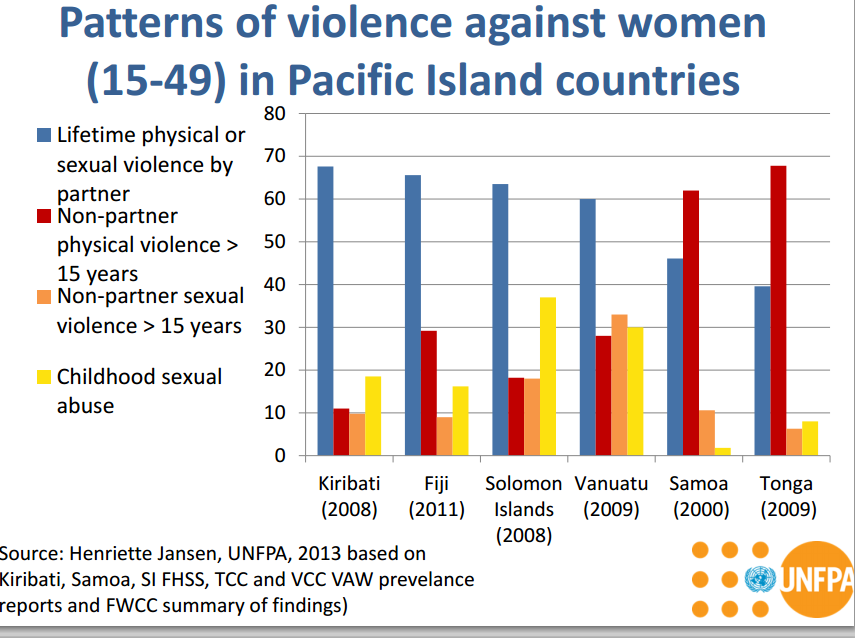 Patterns of violence against women
(15-49) in Pacific Island countries
Lifetime physical or
sexual violence by
partner
Non-partner
physical violence >
15 years
Non-partner sexual
violence > 15 years
Childhood sexual
abuse
80
70
60
50
40
30
20
10
0
Kiribati
(2008)
Fiji
(2011)
Solomon
Islands
(2008)
Vanuatu
(2009)
Samoa
(2000)
Tonga
(2009)
Source: Henriette Jansen, UNFPA, 2013 based on
Kiribati, Samoa, SI FHSS, TCC and VCC VAW prevelance
reports and FWCC summary of findings)
UNFPA